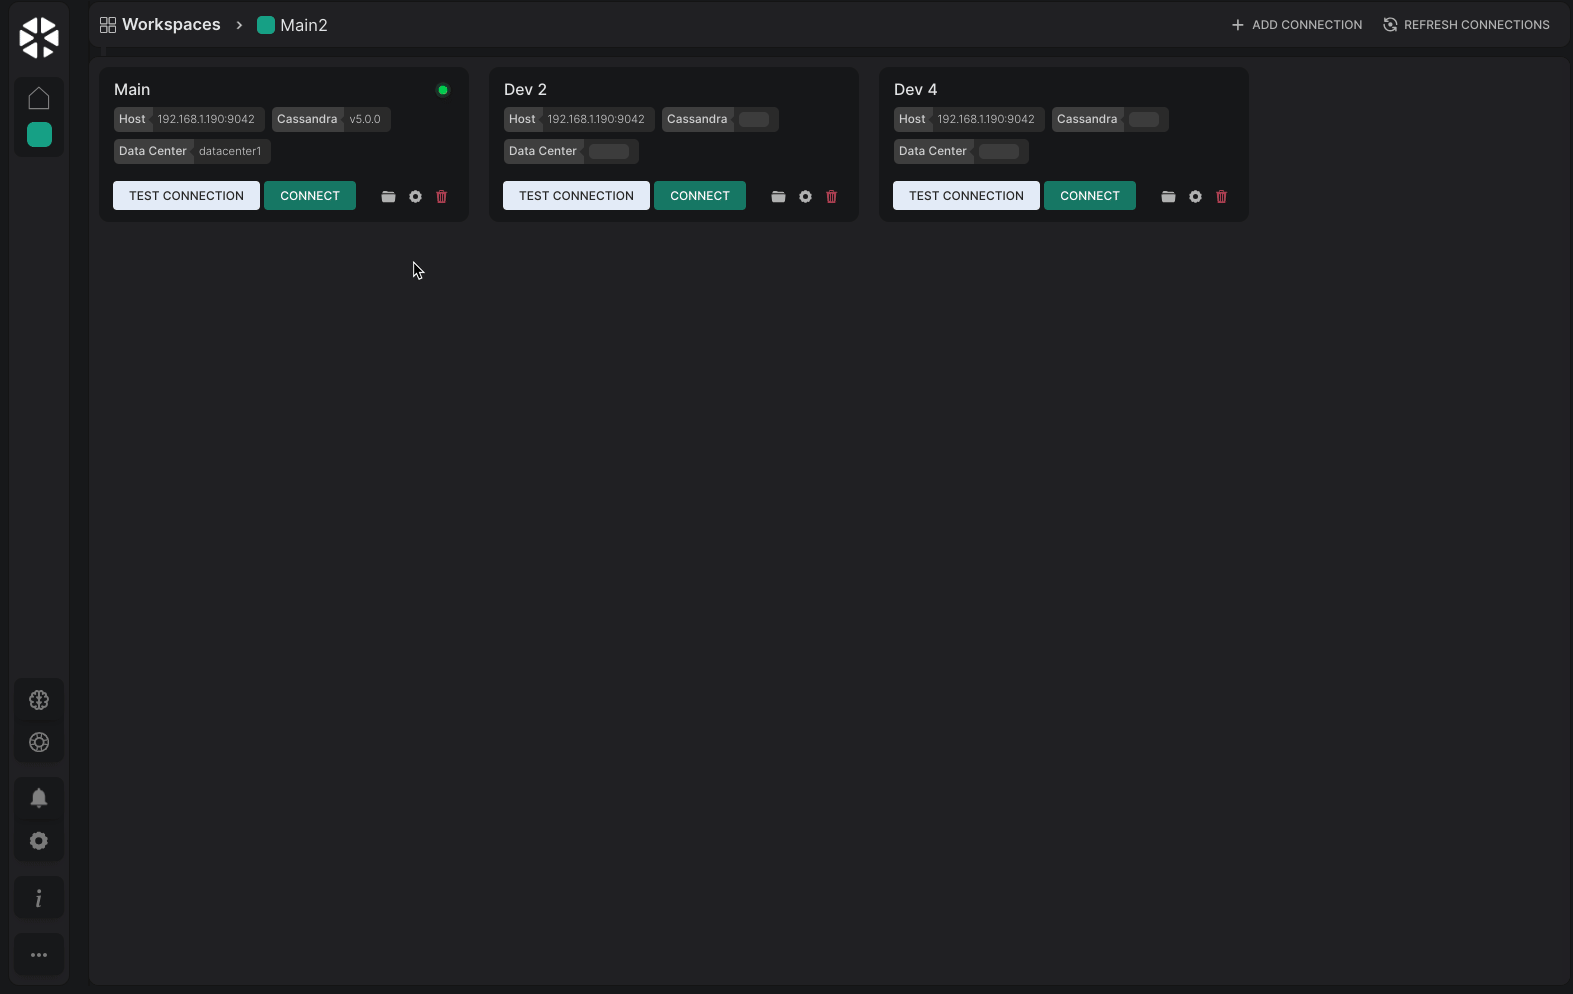 Workspaces > Main2
+ ADD CONNECTION
REFRESH CONNECTIONS
Main
Host 192.168.1.190:9042 Cassandra v5.0.0
Data Center datacenter1
TEST CONNECTION CONNECT
Dev 2
Host 192.168.1.190:9042 Cassandra
Data Center
TEST CONNECTION CONNECT
Dev 4
Host 192.168.1.190:9042 Cassandra
Data Center
TEST CONNECTION CONNECT
i